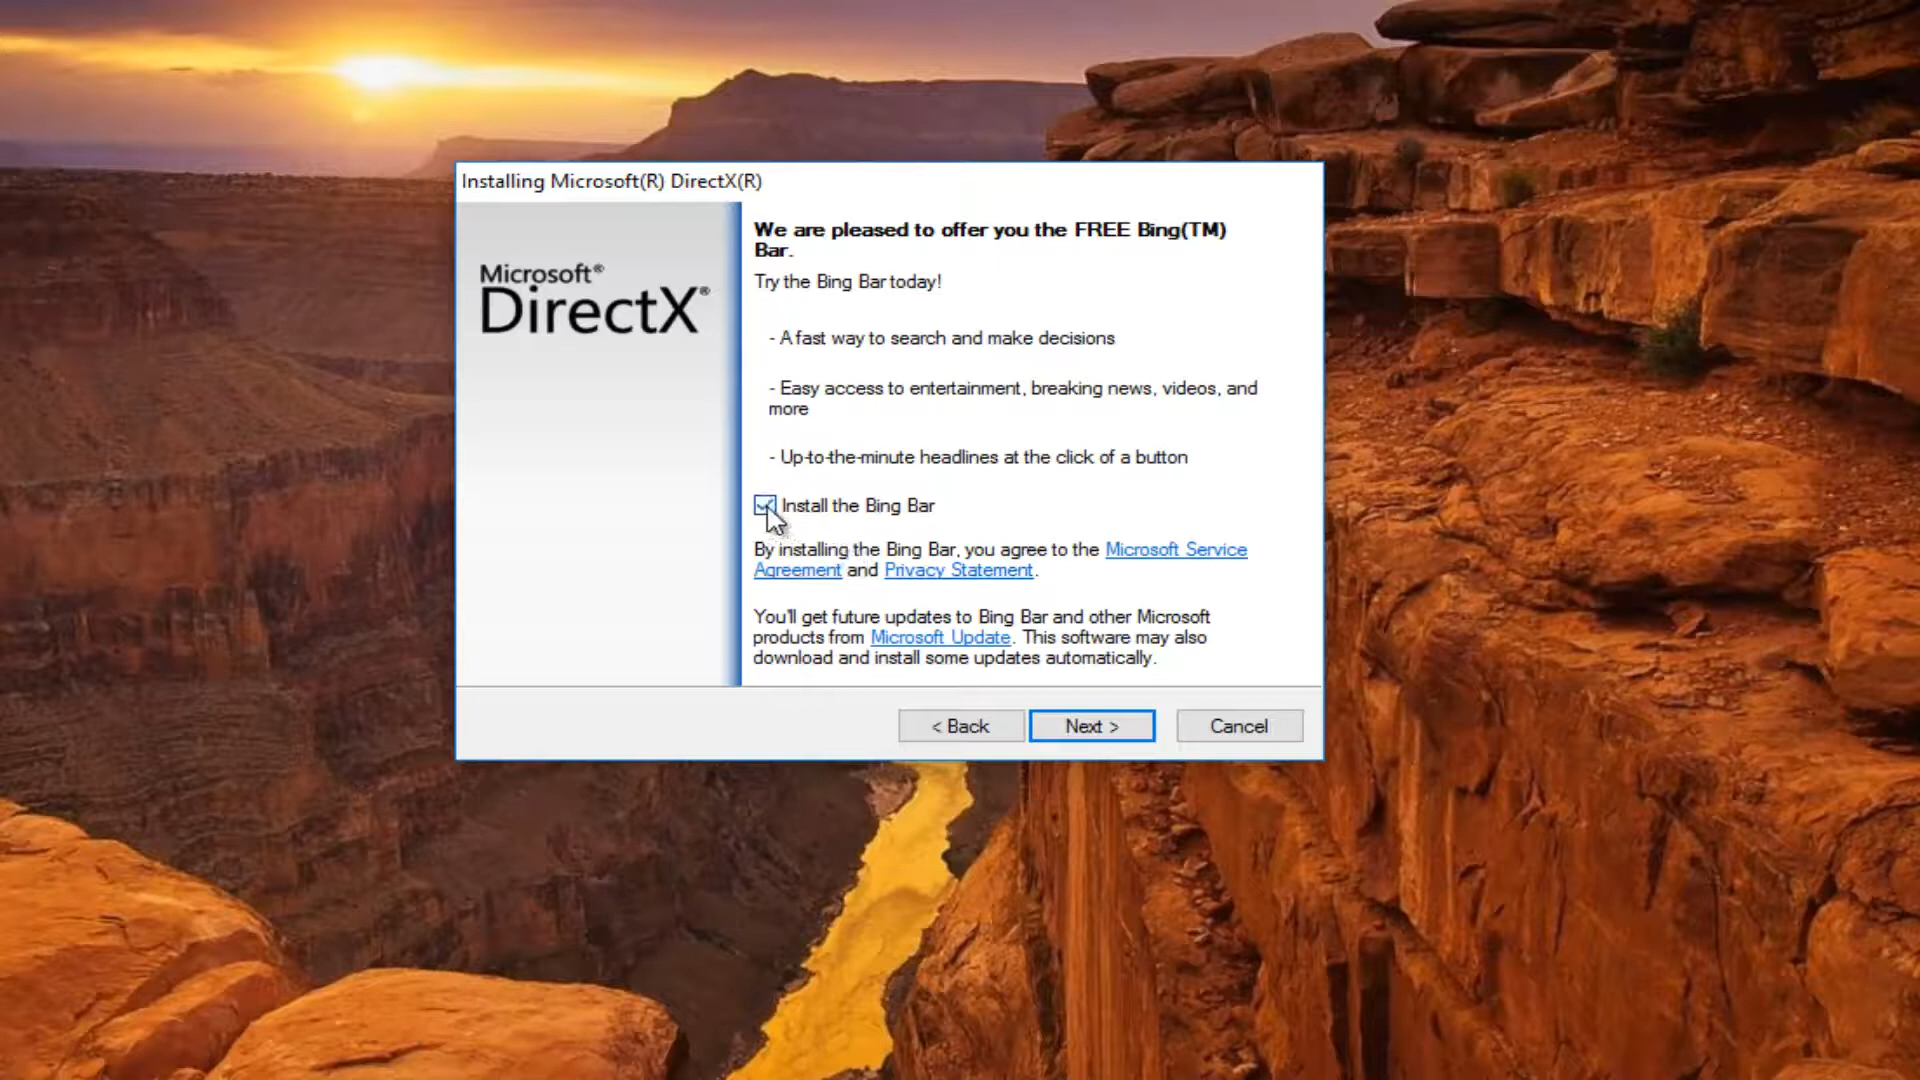 Installing Microsoft(R) DirectX(R)
Microsoft®
DirectX®
We are pleased to offer you the FREE Bing(TM)
Bar.
Try the Bing Bar today!
- A fast way to search and make decisions
- Easy access to entertainment, breaking news, videos, and
more
- Up-to-the-minute headlines at the click of a button
Install the Bing Bar
By installing the Bing Bar, you agree to the Microsoft Service
Agreement and Privacy Statement.
You'll get future updates to Bing Bar and other Microsoft
products from Microsoft Update. This software may also
download and install some updates automatically.
< Back
Next >
Cancel